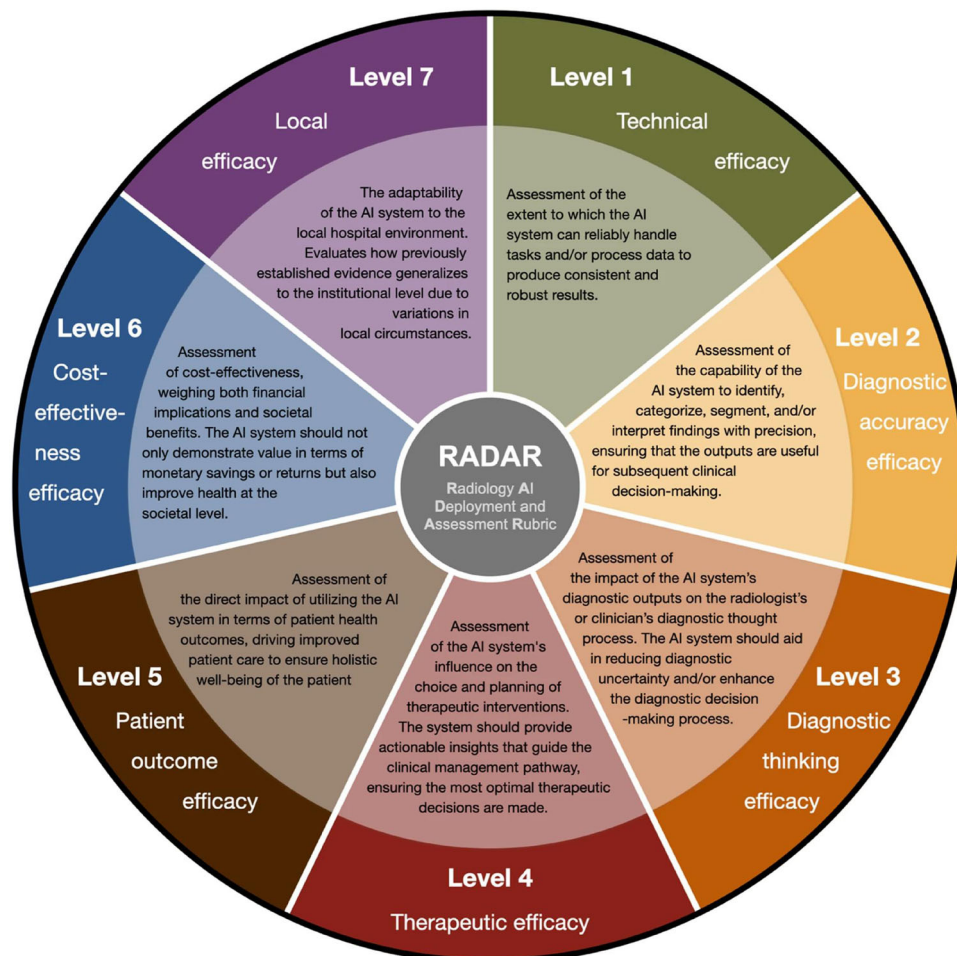 RADAR
Radiology AI
Deployment and
Assessment Rubric
Level 1
Technical
efficacy
Assessment of the
extent to which the AI
system can reliably handle
tasks and/or process data to
produce consistent and
robust results.
Level 2
Diagnostic
accuracy
efficacy
Assessment of
the capability of the
AI system to identify,
categorize, segment, and/or
interpret findings with precision,
ensuring that the outputs are useful
for subsequent clinical
decision-making.
Level 3
Diagnostic
thinking
efficacy
Assessment of
the impact of the AI system's
diagnostic outputs on the radiologist's
or clinician's diagnostic thought
process. The AI system should aid
in reducing diagnostic
uncertainty and/or enhance
the diagnostic decision
-making process.
Level 4
Therapeutic efficacy
Assessment
of the AI system's
influence on the
choice and planning of
therapeutic interventions.
The system should provide
actionable insights that guide the
clinical management pathway,
ensuring the most optimal therapeutic
decisions are made.
Level 5
Patient
outcome
efficacy
Assessment of
the direct impact of utilizing the AI
system in terms of patient health
outcomes, driving improved
patient care to ensure holistic
well-being of the patient
Level 6
Cost-
effective-
ness
efficacy
Assessment
of cost-effectiveness,
weighing both financial
implications and societal
benefits. The AI system should not
only demonstrate value in terms of
monetary savings or returns but also
improve health at the
societal level.
Level 7
Local
efficacy
The adaptability
of the AI system to the
local hospital environment.
Evaluates how previously
established evidence generalizes
to the institutional level due to
variations in
local circumstances.